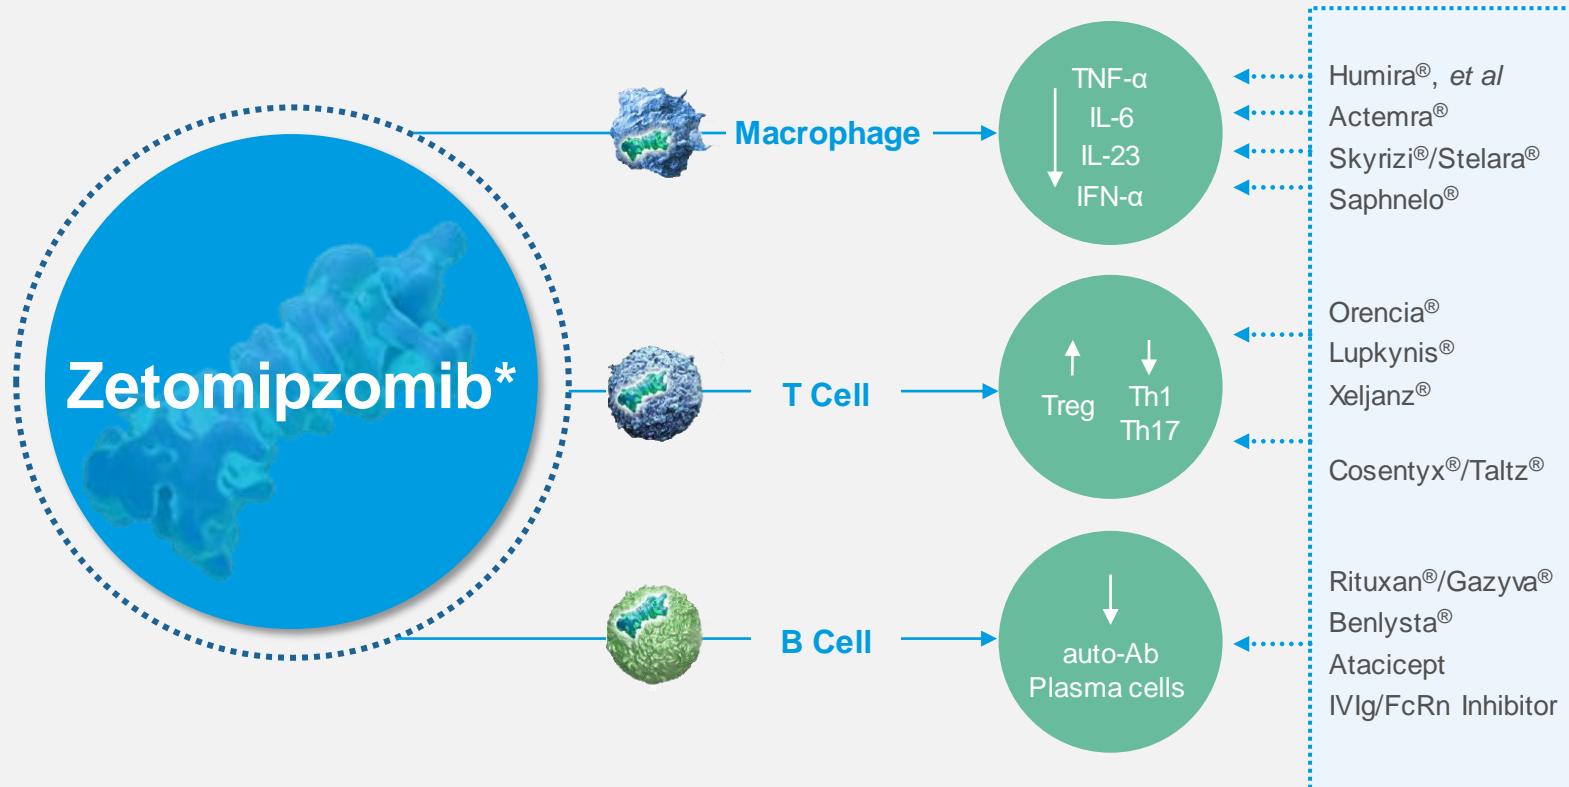 Zetomipzomib*
Macrophage
TNF-α
IL-6
IL-23
IFN-α
Humira®, et al
Actemra®
Skyrizi®/Stelara®
Saphnelo®
T Cell
Treg
Th1
Th17
Orencia®
Lupkynis®
Xeljanz®
Cosentyx®/Taltz®
B Cell
auto-Ab
Plasma cells
Rituxan®/Gazyva®
Benlysta®
Atacicept
IVIg/FcRn Inhibitor